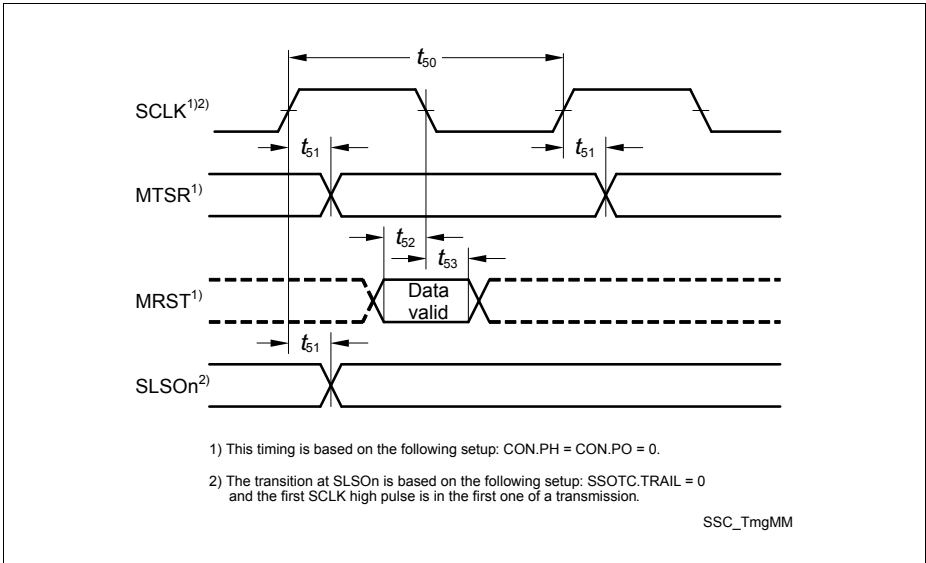 t50
SCLK1)2)
t51
t51
MTSR1)
t52
t53
MRST1)
Data
valid
t51
SLSOn2)
1) This timing is based on the following setup: CON.PH = CON.PO = 0.
2) The transition at SLSOn is based on the following setup: SSOTC.TRAIL = 0
and the first SCLK high pulse is in the first one of a transmission.
SSC_TmgMM